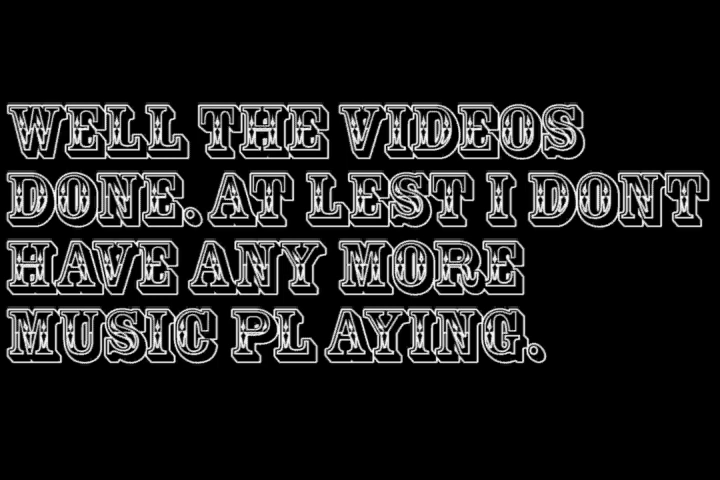 WELL THE VIDEOS
DONE. AT LEST I DONT
HAVE ANY MORE
MUSIC PL AYING.